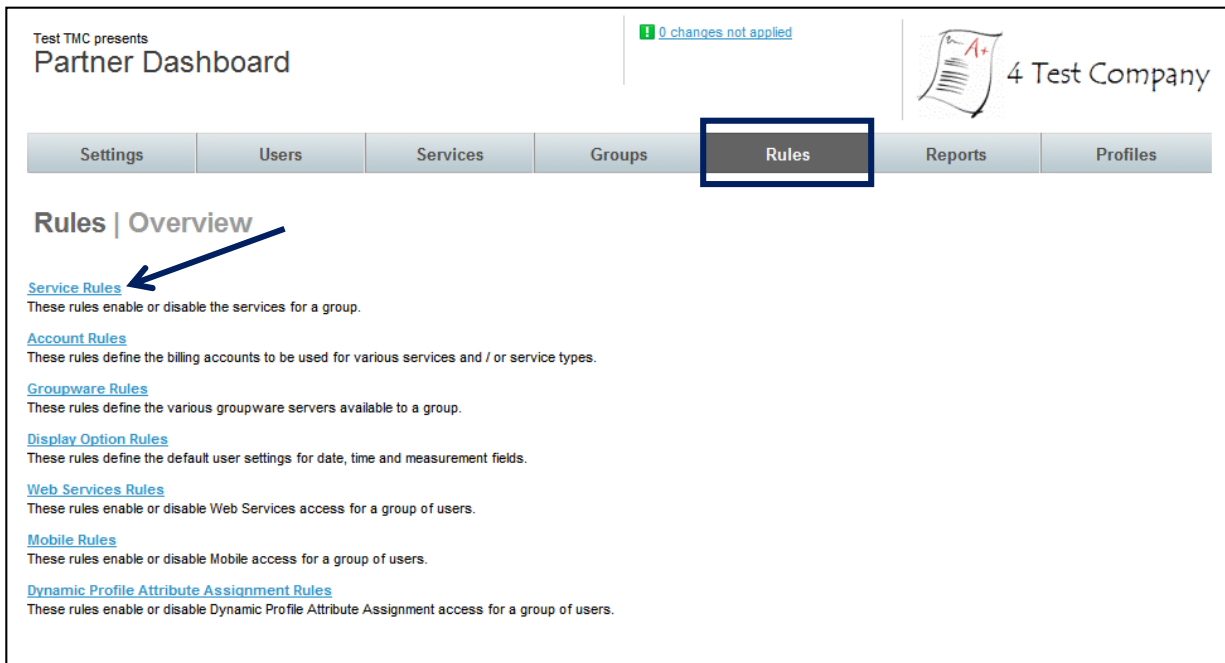 Test TMC presents
Partner Dashboard
0 changes not applied
A+
4 Test Company
Settings Users Services Groups Rules Reports Profiles
Rules | Overview
Service Rules
These rules enable or disable the services for a group.
Account Rules
These rules define the billing accounts to be used for various services and / or service types.
Groupware Rules
These rules define the various groupware servers available to a group.
Display Option Rules
These rules define the default user settings for date, time and measurement fields.
Web Services Rules
These rules enable or disable Web Services access for a group of users.
Mobile Rules
These rules enable or disable Mobile access for a group of users.
Dynamic Profile Attribute Assignment Rules
These rules enable or disable Dynamic Profile Attribute Assignment access for a group of users.